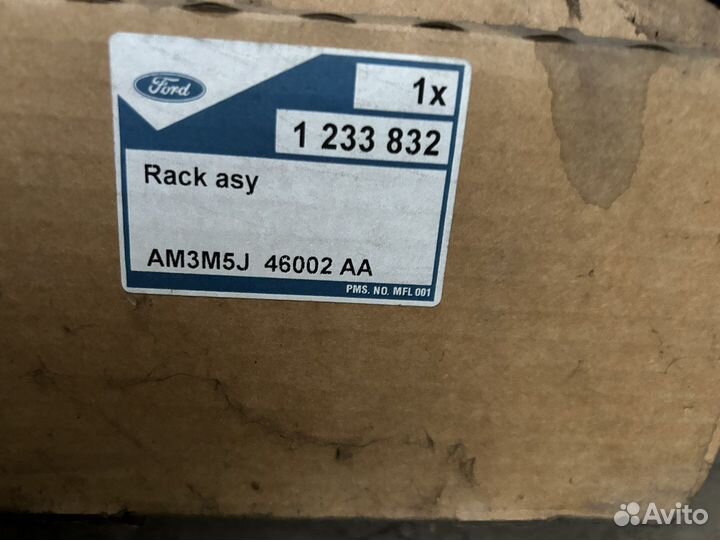 Ford
1x
1 233 832
Rack asy
AM3M5J 46002 AA
PMS. NO. MFL 001
Avito